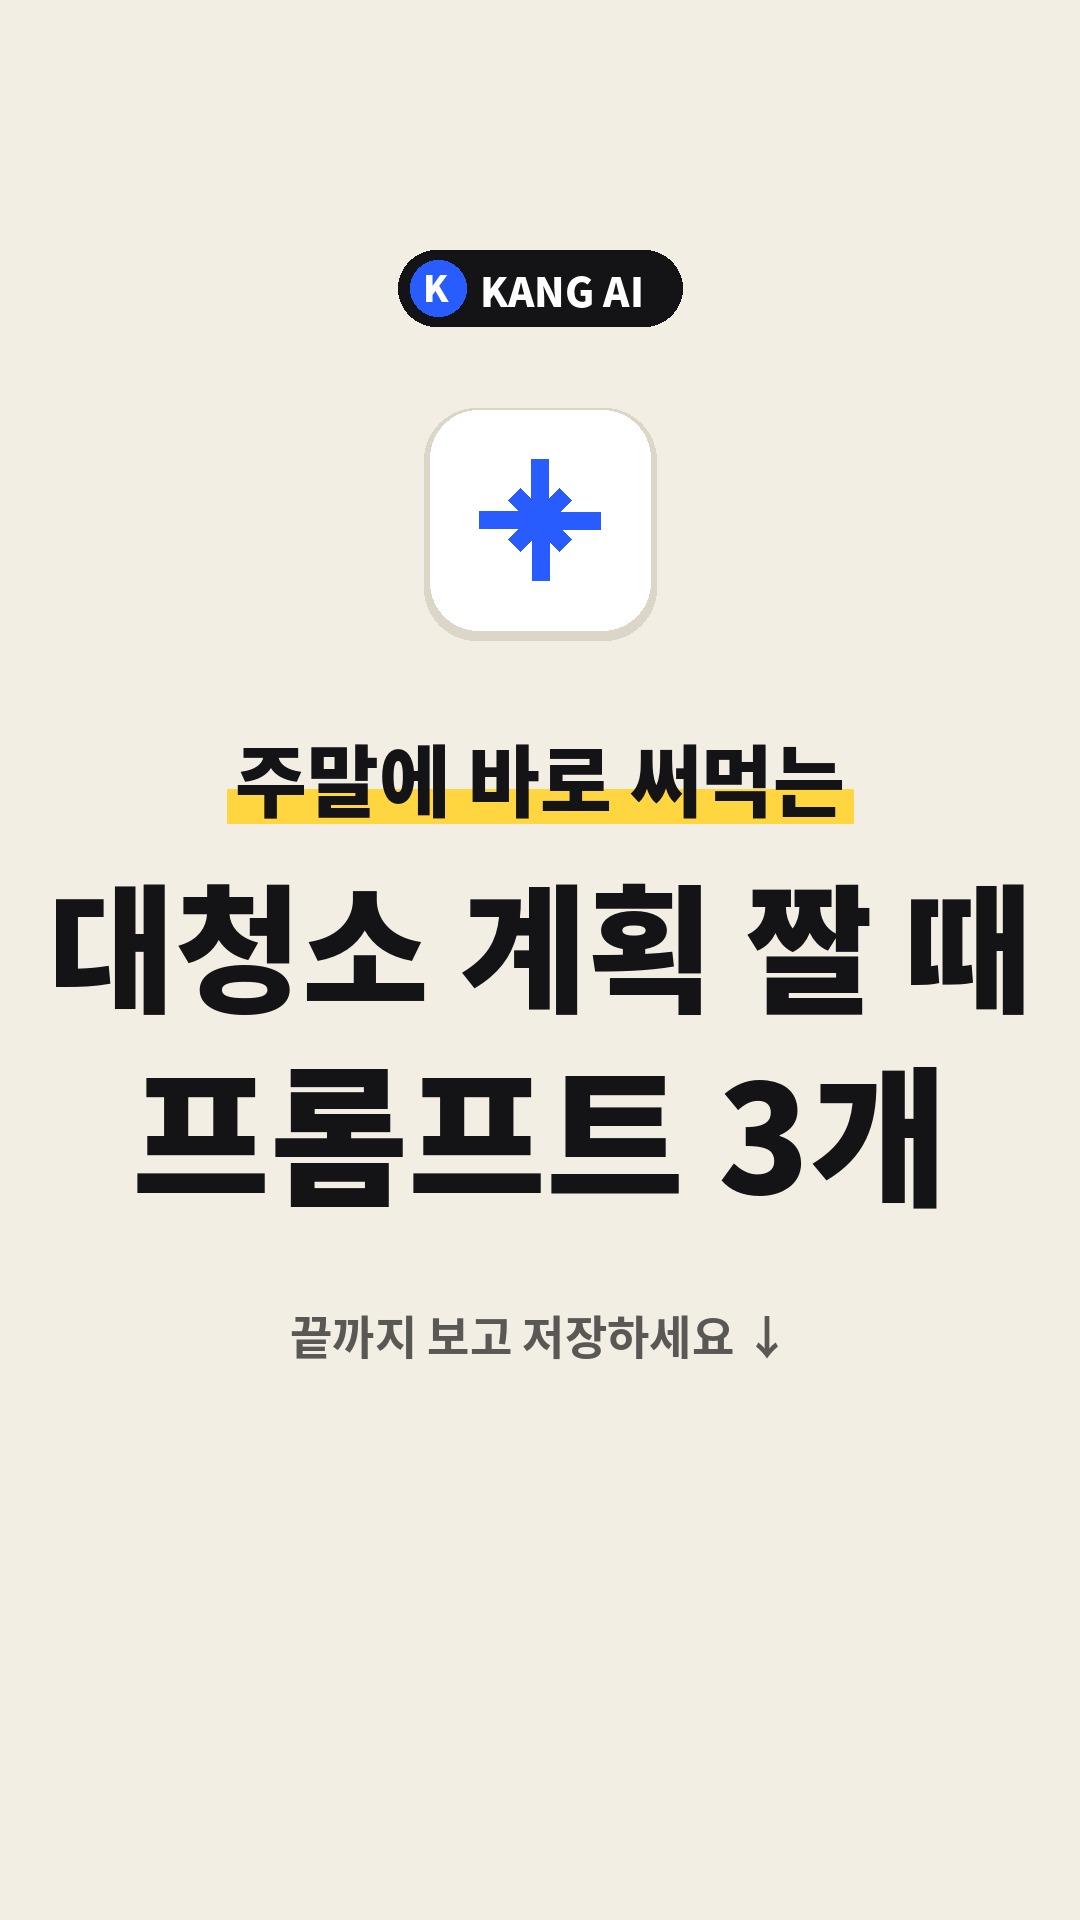 K KANG AI
주말에 바로 써먹는
대청소 계획 짤 때
프롬프트 3개
끝까지 보고 저장하세요 ↓